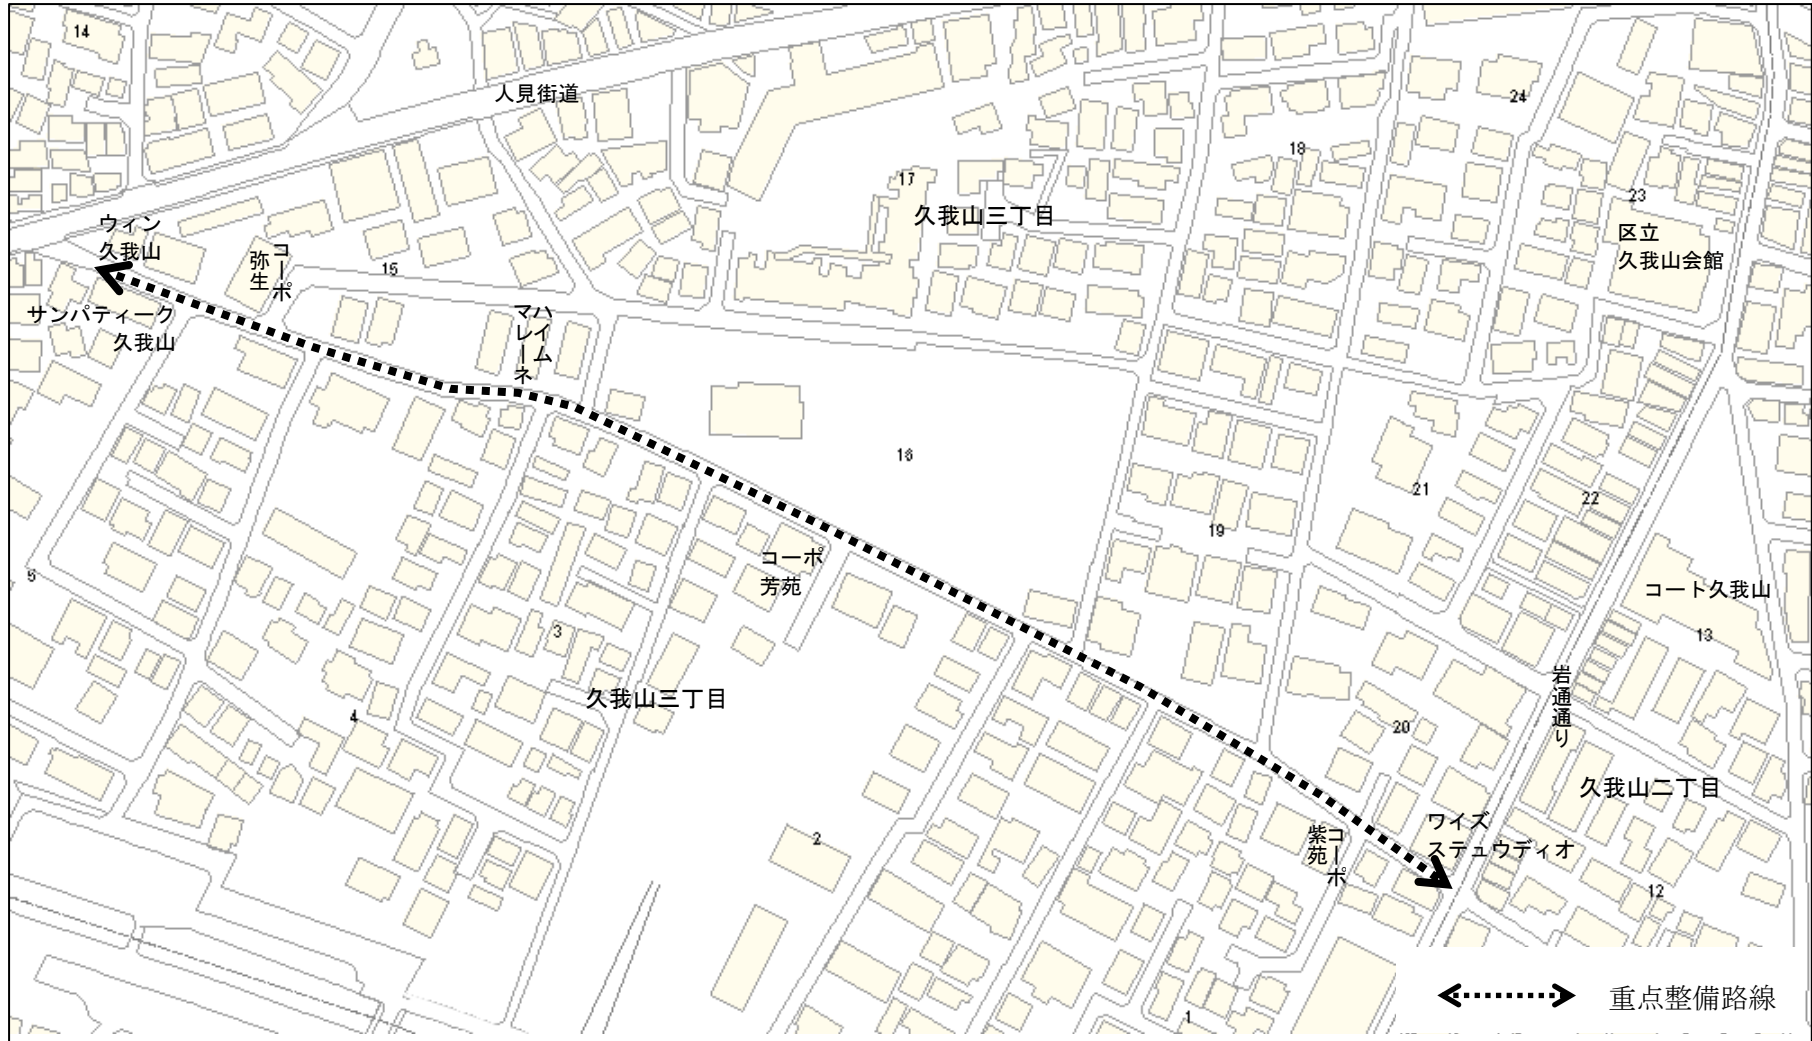 14
人見街道
24
18
17
23
久我山三丁目
ウィン
久我山
区立
久我山会館
コーポ
弥生
15
サンパティーク
久我山
ハイム
マレーネ
16
21
22
19
コーポ
芳苑
5
コート久我山
3
13
久我山三丁目
岩通通り
4
20
久我山二丁目
ワイズ
ステュウディオ
2
コーポ
紫苑
12
重点整備路線
1